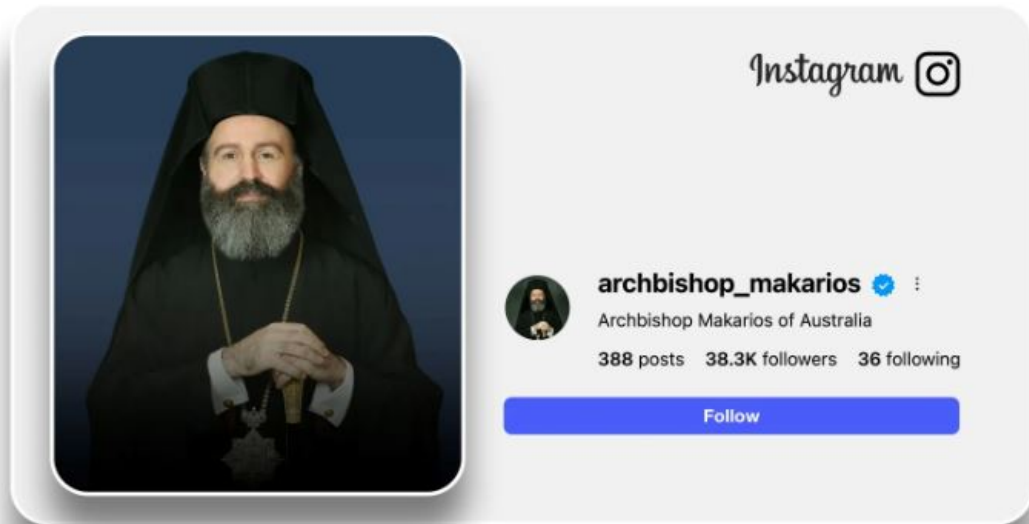 Instagram
archbishop_makarios
Archbishop Makarios of Australia
388 posts 38.3K followers 36 following
Follow